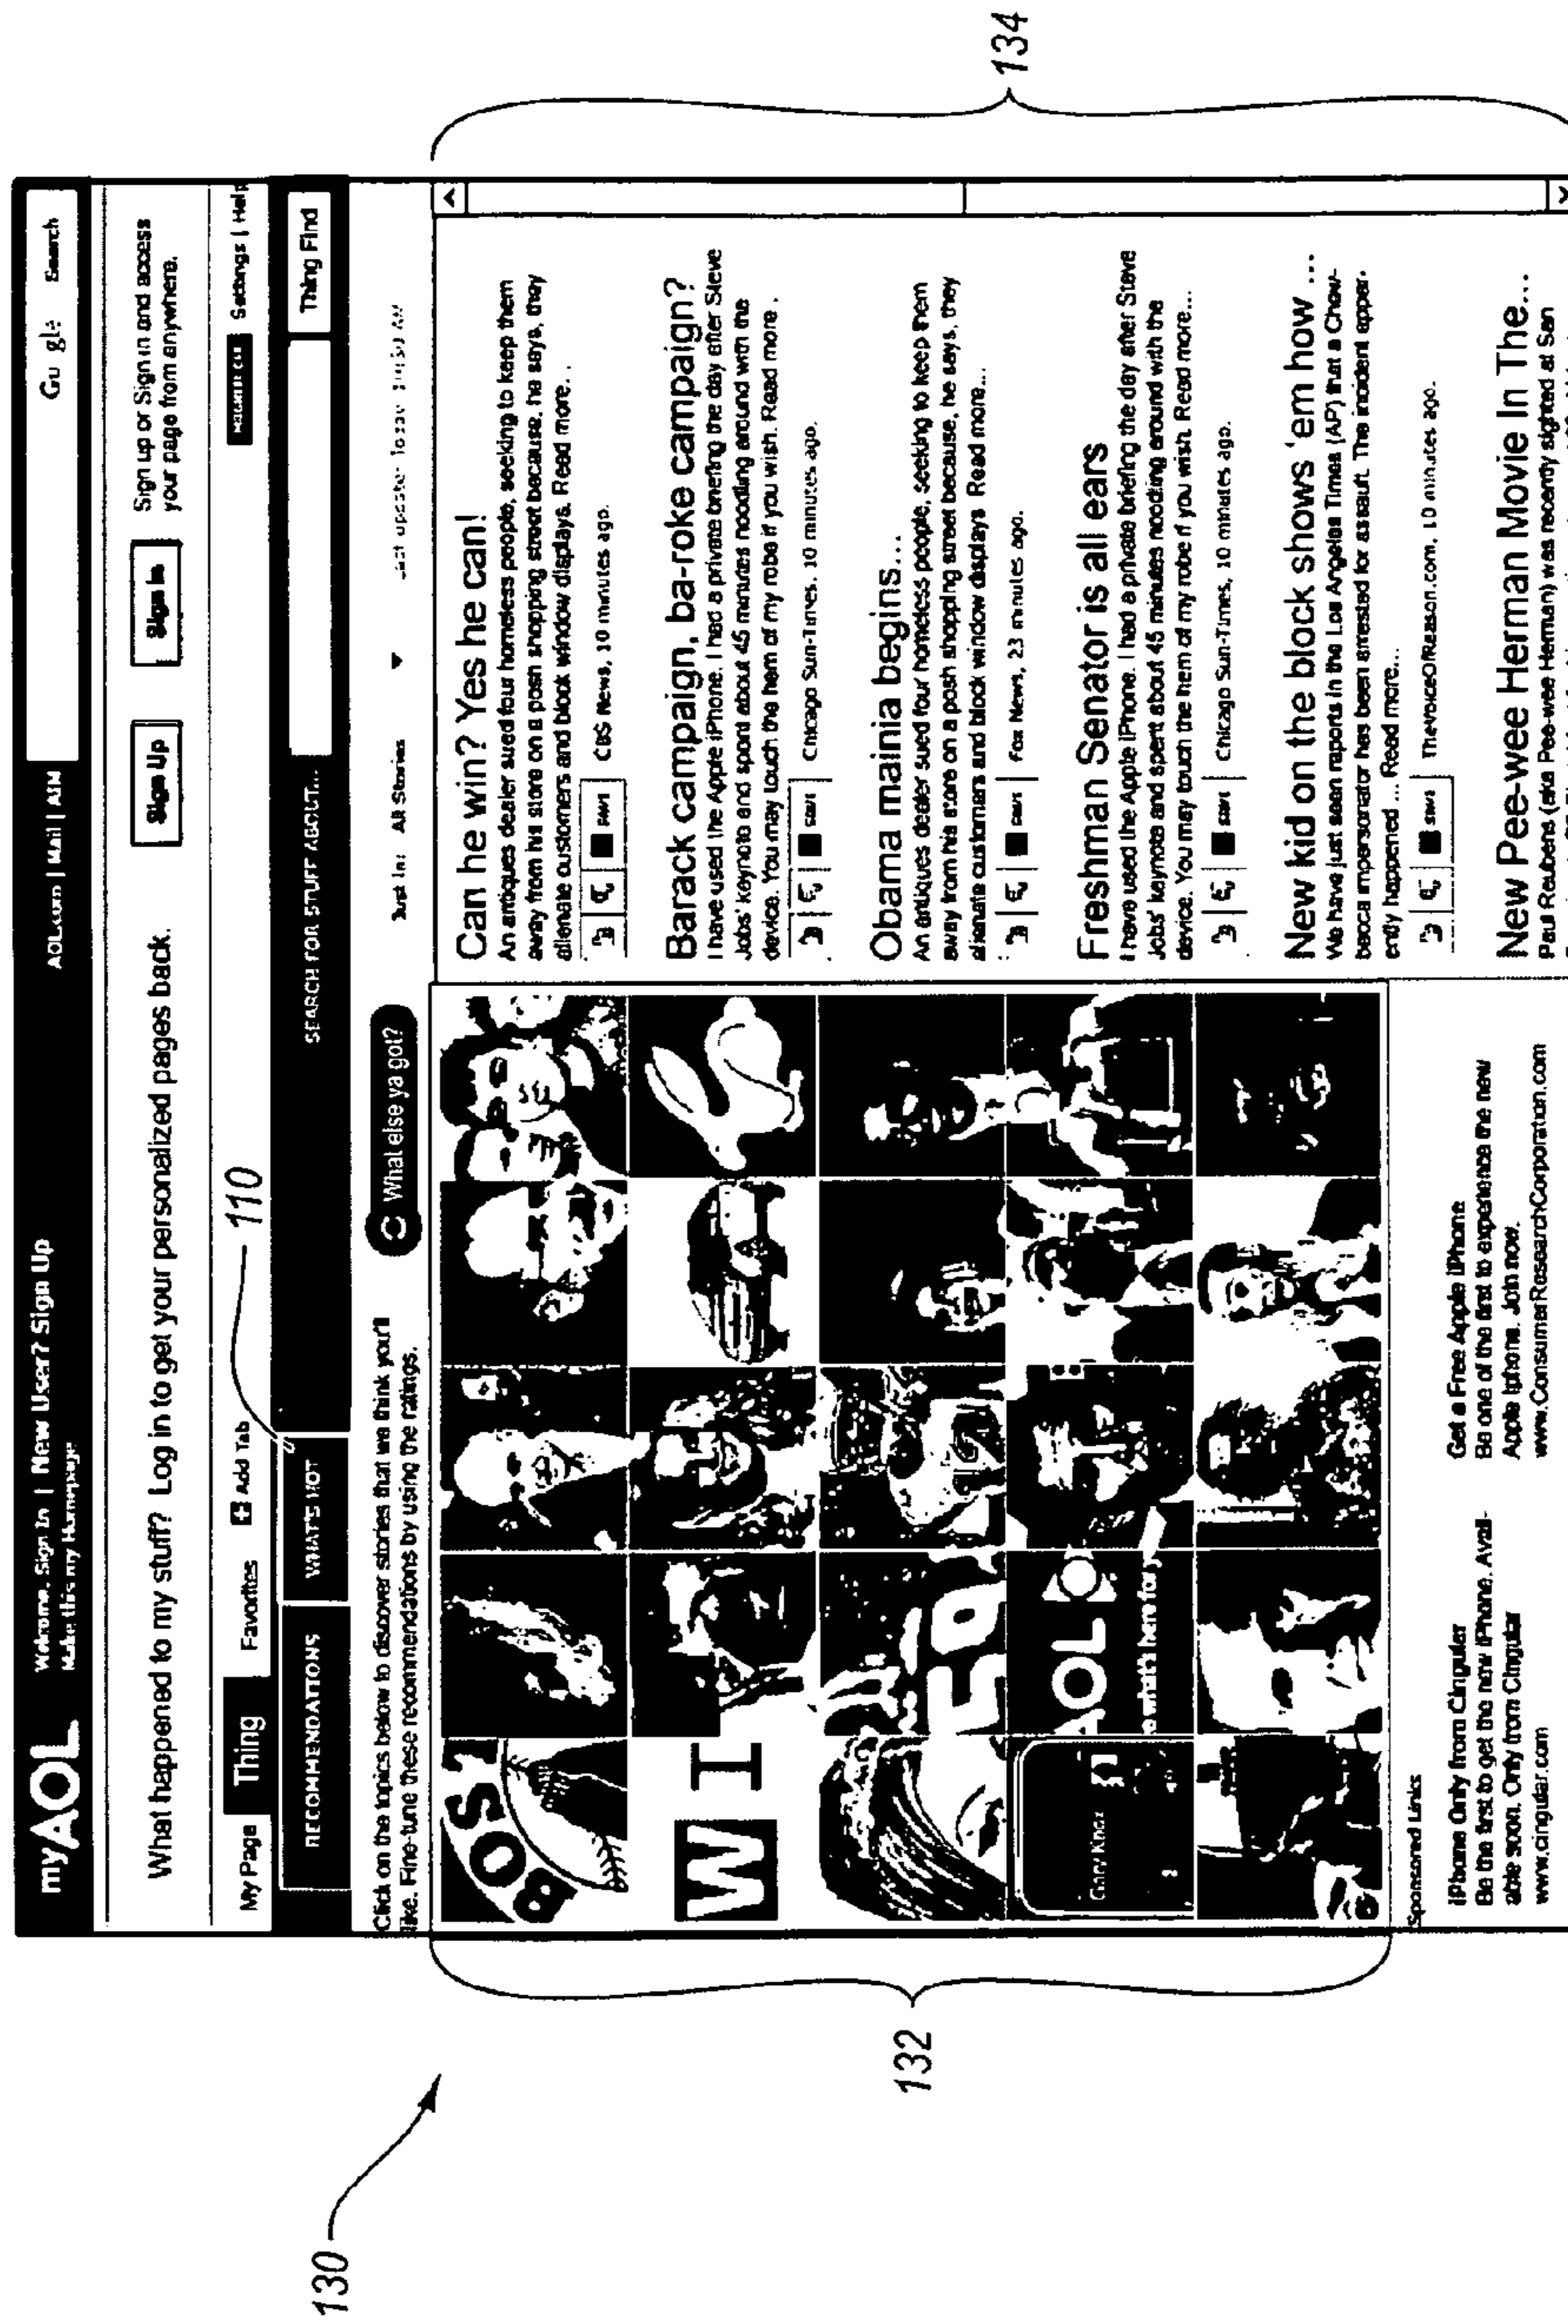 myAOL
Welcome. Sign In | New User? Sign Up
Make this my Homepage
AOL.com | Mail | AIM
Gu gle Search
What happened to my stuff? Log in to get your personalized pages back.
Sign Up
Sign In
Sign up or Sign in and access
your page from anywhere.
My Page
Thing
Favorites
Add Tab
110
Settings | Help
RECOMMENDATIONS
WHAT'S HOT
SEARCH FOR STUFF ABOUT...
Thing Find
Click on the topics below to discover stories that we think you'll
like. Fine-tune these recommendations by using the ratings.
What else ya got?
Just In: All Stories
BOST
W I
AOL
Gary Knox
Can he win? Yes he can!
An antiques dealer sued four homeless people, seeking to keep them
away from his store on a posh shopping street because, he says, they
alienate customers and block window displays. Read more...
CBS News, 10 minutes ago.
Barack campaign, ba-roke campaign?
I have used the Apple iPhone. I had a private briefing the day after Steve
Jobs' keynote and spent about 45 minutes noodling around with the
device. You may touch the hem of my robe if you wish. Read more.
Chicago Sun-Times, 10 minutes ago.
Obama mainia begins...
An antiques dealer sued four homeless people, seeking to keep them
away from his store on a posh shopping street because, he says, they
alienate customers and block window displays Read more...
Fox News, 23 minutes ago.
Freshman Senator is all ears
I have used the Apple iPhone. I had a private briefing the day after Steve
Jobs' keynote and spent about 45 minutes noodling around with the
device. You may touch the hem of my robe if you wish. Read more...
Chicago Sun-Times, 10 minutes ago.
New kid on the block shows 'em how ...
We have just seen reports in the Los Angeles Times (AP) that a Chew-
bacca impersonator has been arrested for assault. The incident appar-
ently happened ... Read more...
TheVoiceOfReason.com, 10 minutes ago.
New Pee-wee Herman Movie In The...
Paul Reubens (aka Pee-wee Herman) was recently sighted at San
Sponsored Links
iPhone Only from Cingular
Be the first to get the new iPhone. Avail-
able soon. Only from Cingular
www.cingular.com
Get a Free Apple iPhone
Be one of the first to experience the new
Apple Iphone. Join now.
www.ConsumerResearchCorporation.com
130
132
134